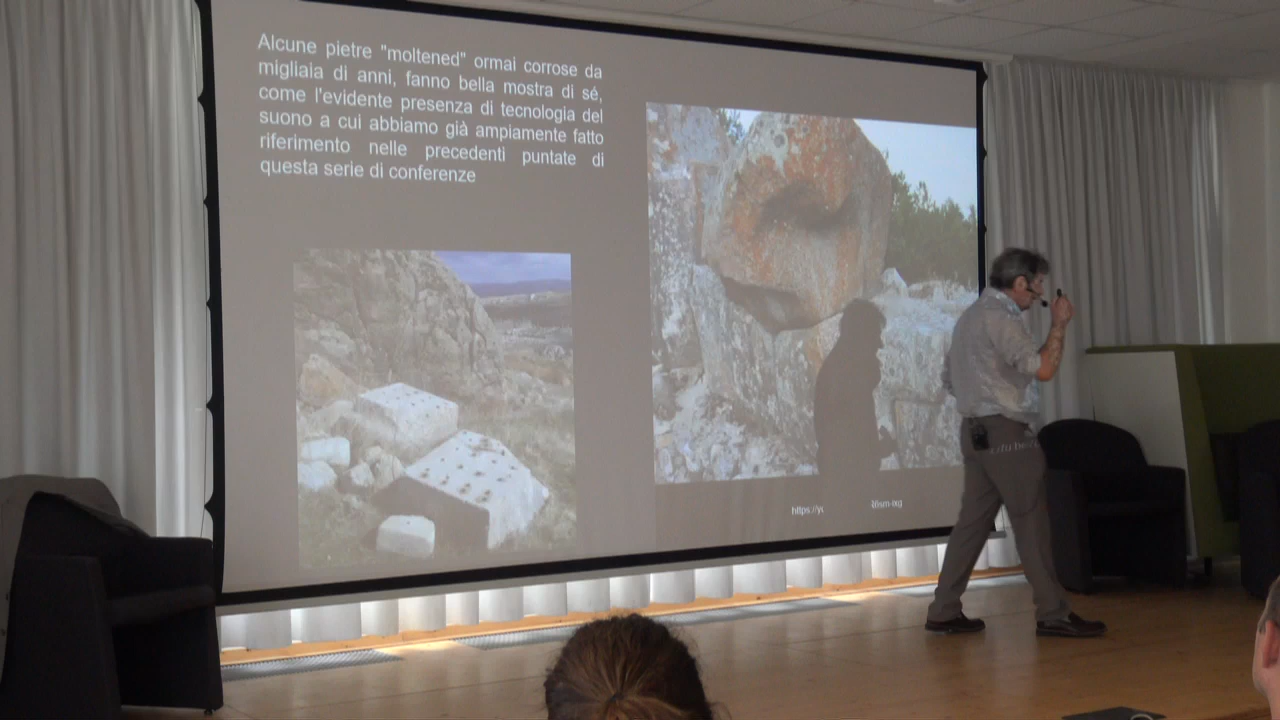 Alcune pietre "moltened" ormai corrose da
migliaia di anni, fanno bella mostra di sé,
come l'evidente presenza di tecnologia del
suono a cui abbiamo già ampiamente fatto
riferimento nelle precedenti puntate di
questa serie di conferenze